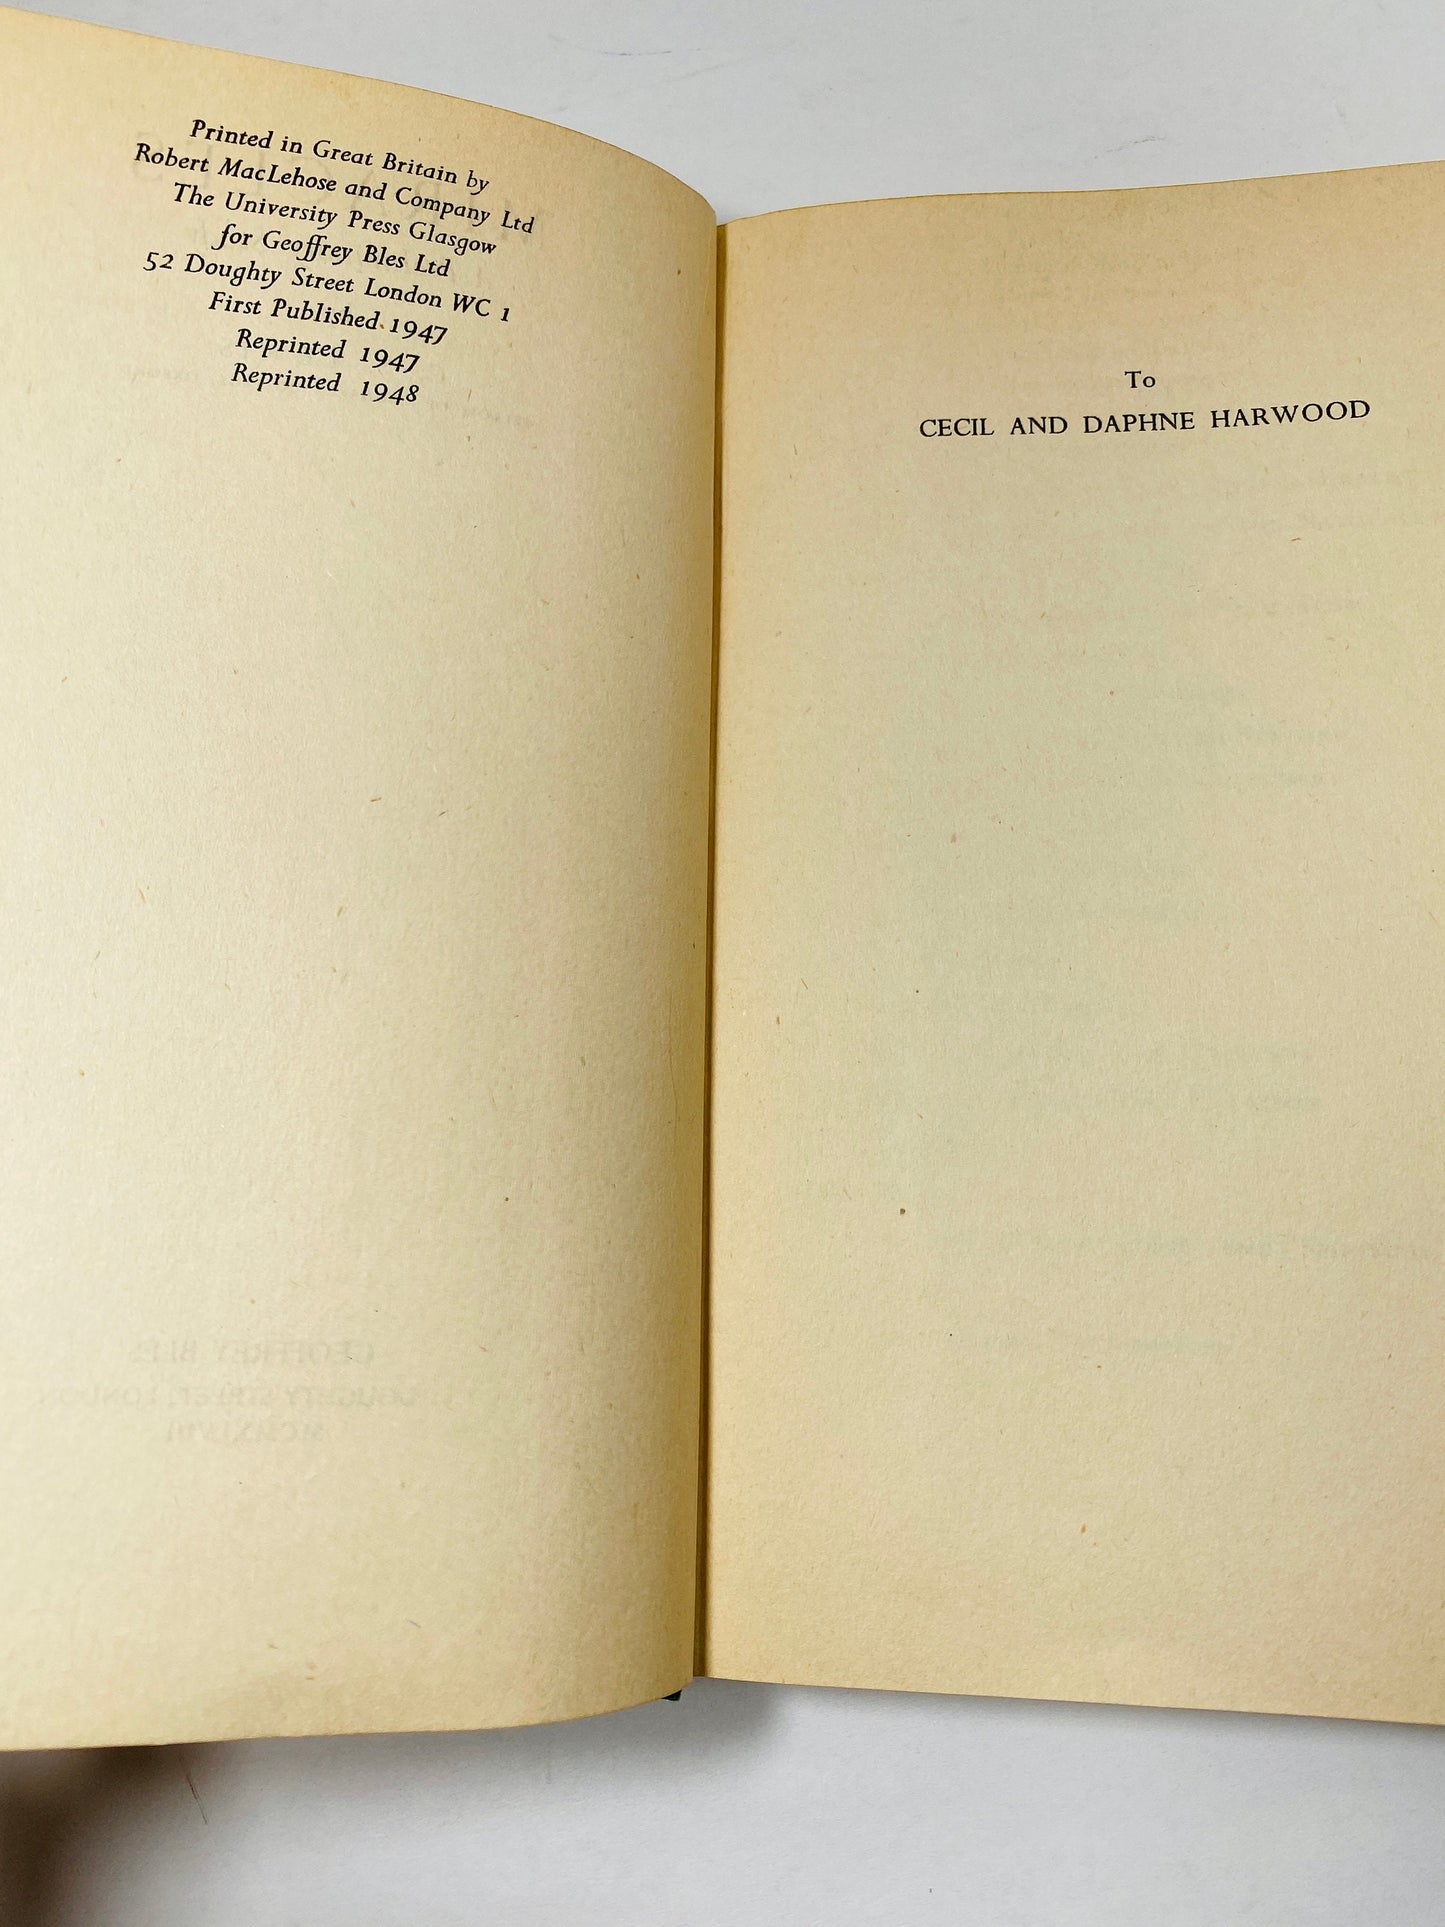 Printed in Great Britain by
Robert MacLehose and Company Ltd
The University Press Glasgow
for Geoffrey Bles Ltd
52 Doughty Street London WC 1
First Published 1947
Reprinted 1947
Reprinted 1948
To
CECIL AND DAPHNE HARWOOD